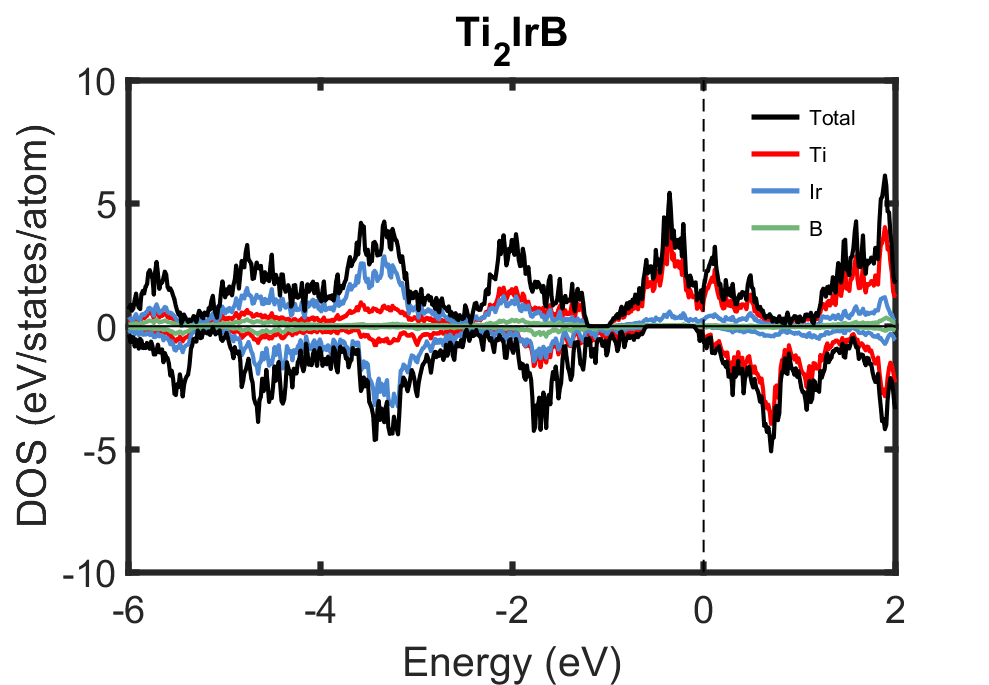 Ti2IrB
10
5
0
-5
-10
DOS (eV/states/atom)
Total
Ti
Ir
B
-6 -4 -2 0 2
Energy (eV)